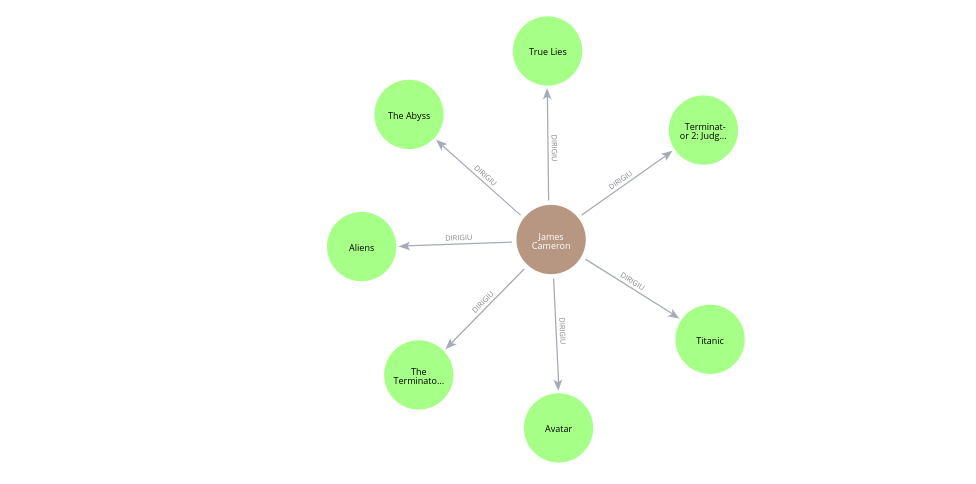 True Lies
The Abyss
Terminat-
or 2: Judg...
DIRIGIU
DIRIGIU
DIRIGIU
James
Cameron
Aliens
DIRIGIU
DIRIGIU
DIRIGIU
DIRIGIU
Titanic
The
Terminato...
Avatar